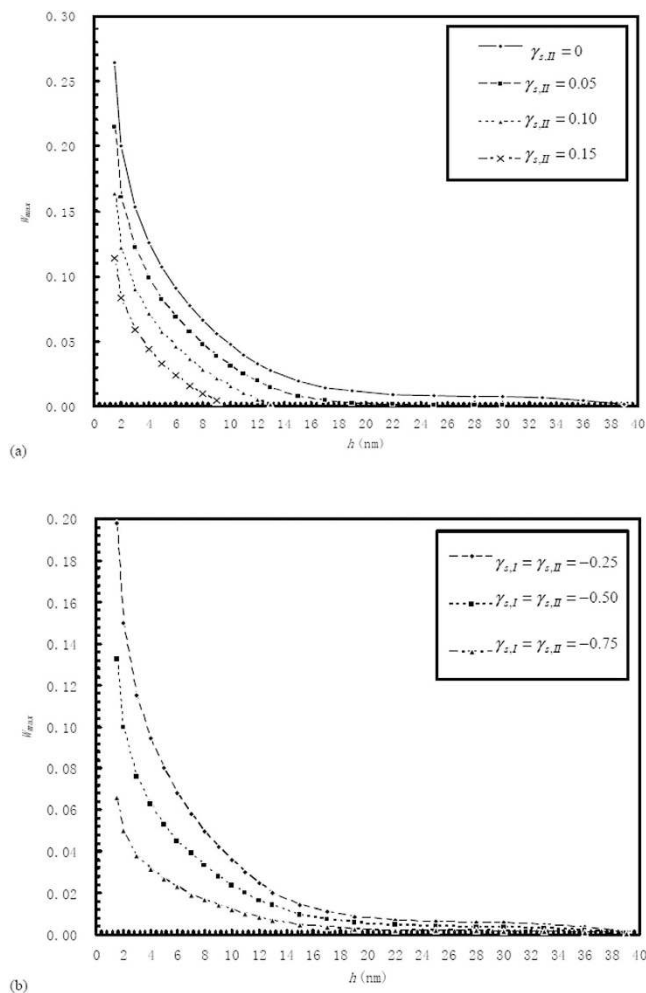 0.30
γs,II = 0
0.25
γs,II = 0.05
γs,II = 0.10
0.20
γs,II = 0.15
0.15
Wmax
0.10
0.05
0.00
0 2 4 6 8 10 12 14 16 18 20 22 24 26 28 30 32 34 36 38 40
h (nm)
(a)
0.20
0.18
γs,I = γs,II = −0.25
0.16
γs,I = γs,II = −0.50
0.14
γs,I = γs,II = −0.75
0.12
0.10
Wmax
0.08
0.06
0.04
0.02
0.00
0 2 4 6 8 10 12 14 16 18 20 22 24 26 28 30 32 34 36 38 40
h (nm)
(b)